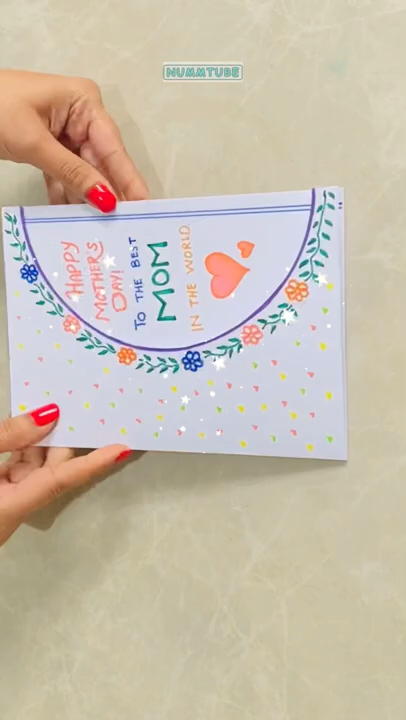 NUMMTUBE
HAPPY
MOTHER'S
DAY!
TO THE BEST
MOM
IN THE WORLD